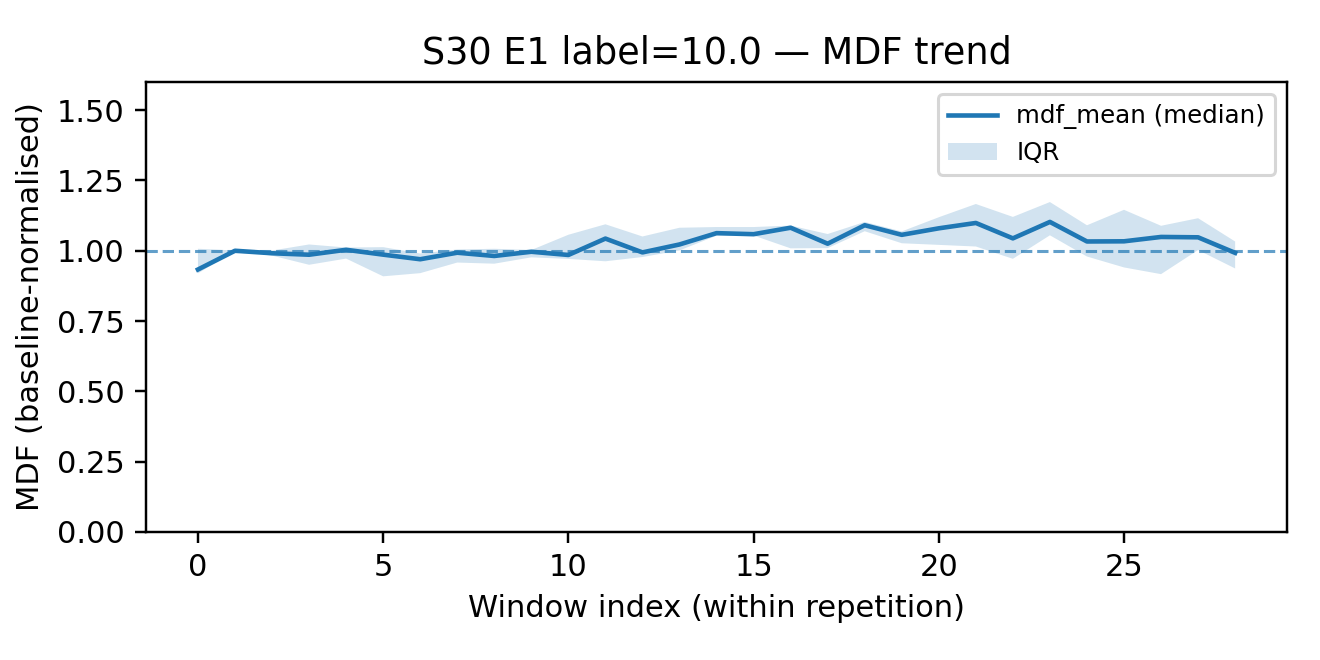 S30 E1 label=10.0 — MDF trend
MDF (baseline-normalised)
1.50
1.25
1.00
0.75
0.50
0.25
0.00
mdf_mean (median)
IQR
0 5 10 15 20 25
Window index (within repetition)